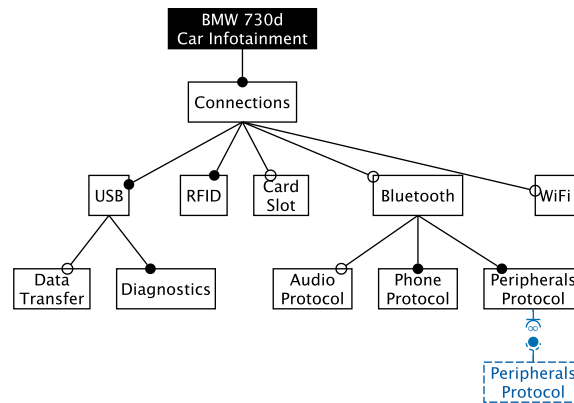 BMW 730d
Car Infotainment
Connections
USB
RFID
Card
Slot
Bluetooth
WiFi
Data
Transfer
Diagnostics
Audio
Protocol
Phone
Protocol
Peripherals
Protocol
∞
Peripherals
Protocol